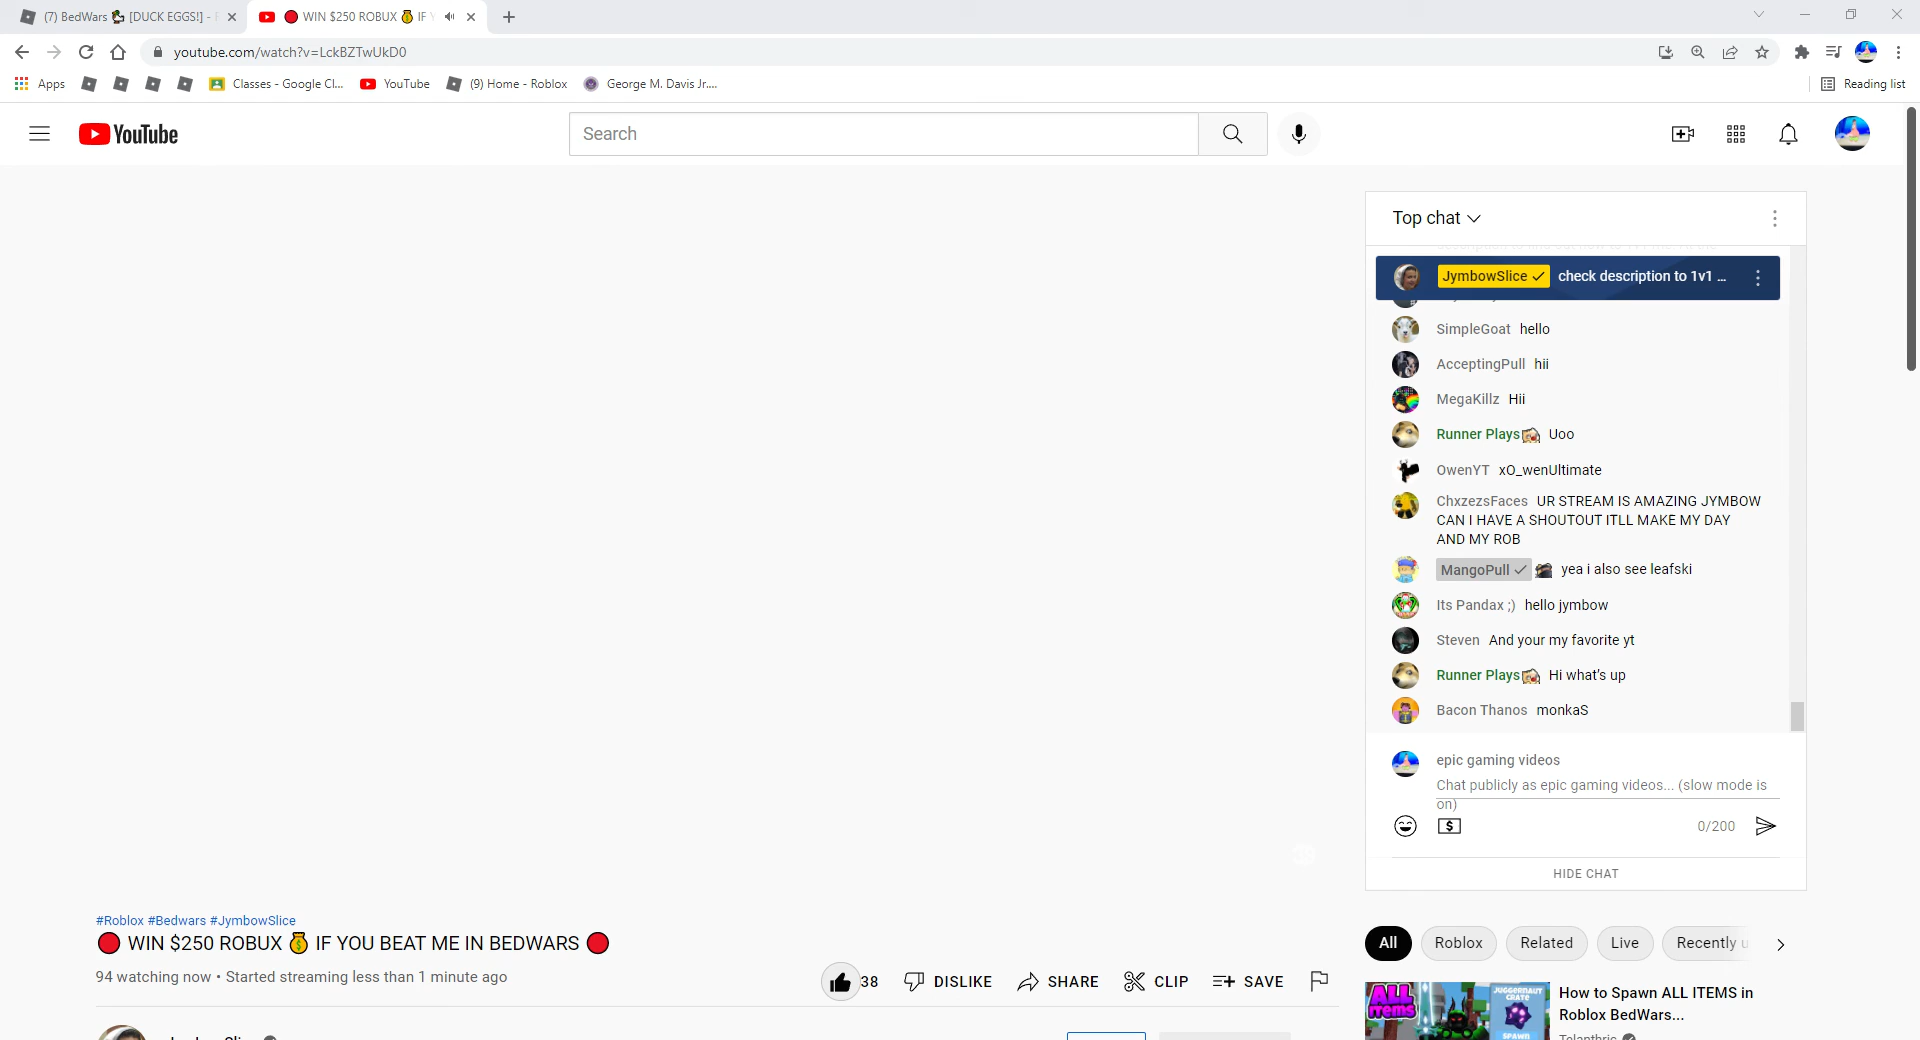 (7) BedWars [DUCK EGGS!] -
WIN $250 ROBUX IF Y
youtube.com/watch?v=LckBZTwUkD0
Apps
Classes - Google Cl...
YouTube
(9) Home - Roblox
George M. Davis Jr....
Reading list
YouTube
Search
Top chat
JymbowSlice check description to 1v1 ...
SimpleGoat hello
AcceptingPull hii
MegaKillz Hii
Runner Plays Uoo
OwenYT xO_wenUltimate
ChxzezsFaces UR STREAM IS AMAZING JYMBOW
CAN I HAVE A SHOUTOUT ITLL MAKE MY DAY
AND MY ROB
MangoPull yea i also see leafski
Its Pandax ;) hello jymbow
Steven And your my favorite yt
Runner Plays Hi what's up
Bacon Thanos monkaS
epic gaming videos
Chat publicly as epic gaming videos... (slow mode is
on)
0/200
HIDE CHAT
#Roblox #Bedwars #JymbowSlice
WIN $250 ROBUX IF YOU BEAT ME IN BEDWARS
94 watching now • Started streaming less than 1 minute ago
38
DISLIKE
SHARE
CLIP
SAVE
All
Roblox
Related
Live
Recently u
ALL
Items
JUGGERNAUT
CRATE
SPAWN
How to Spawn ALL ITEMS in
Roblox BedWars...
Telanthric